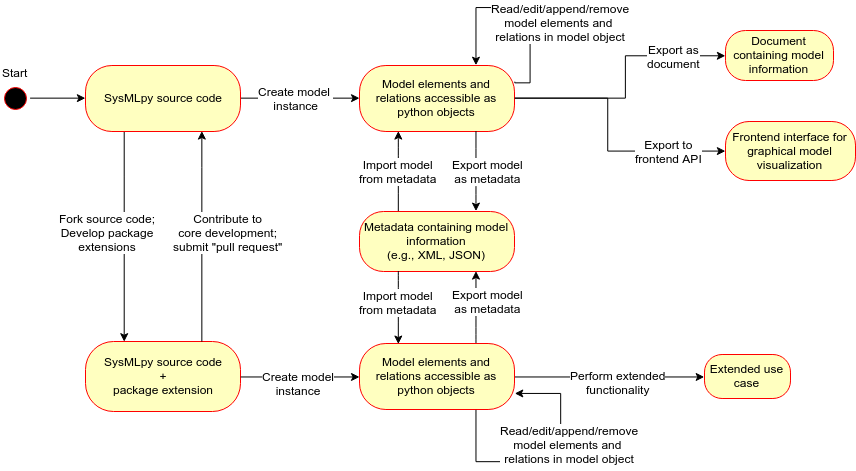 Read/edit/append/remove
model elements and
relations in model object
Start
SysMLpy source code
Create model
instance
Model elements and
relations accessible as
python objects
Export as
document
Document
containing model
information
Export to
frontend API
Frontend interface for
graphical model
visualization
Import model
from metadata
Export model
as metadata
Fork source code;
Develop package
extensions
Contribute to
core development;
submit "pull request"
Metadata containing model
information
(e.g., XML, JSON)
Import model
from metadata
Export model
as metadata
SysMLpy source code
+
package extension
Create model
instance
Model elements and
relations accessible as
python objects
Perform extended
functionality
Extended use
case
Read/edit/append/remove
model elements and
relations in model object